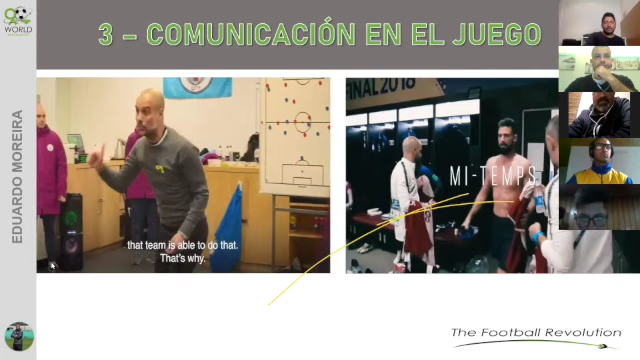 3 – COMUNICACIÓN EN EL JUEGO
WORLD
EDUARDO MOREIRA
that team is able to do that.
That's why.
FINAL 2018
MI-TEMPS
The Football Revolution